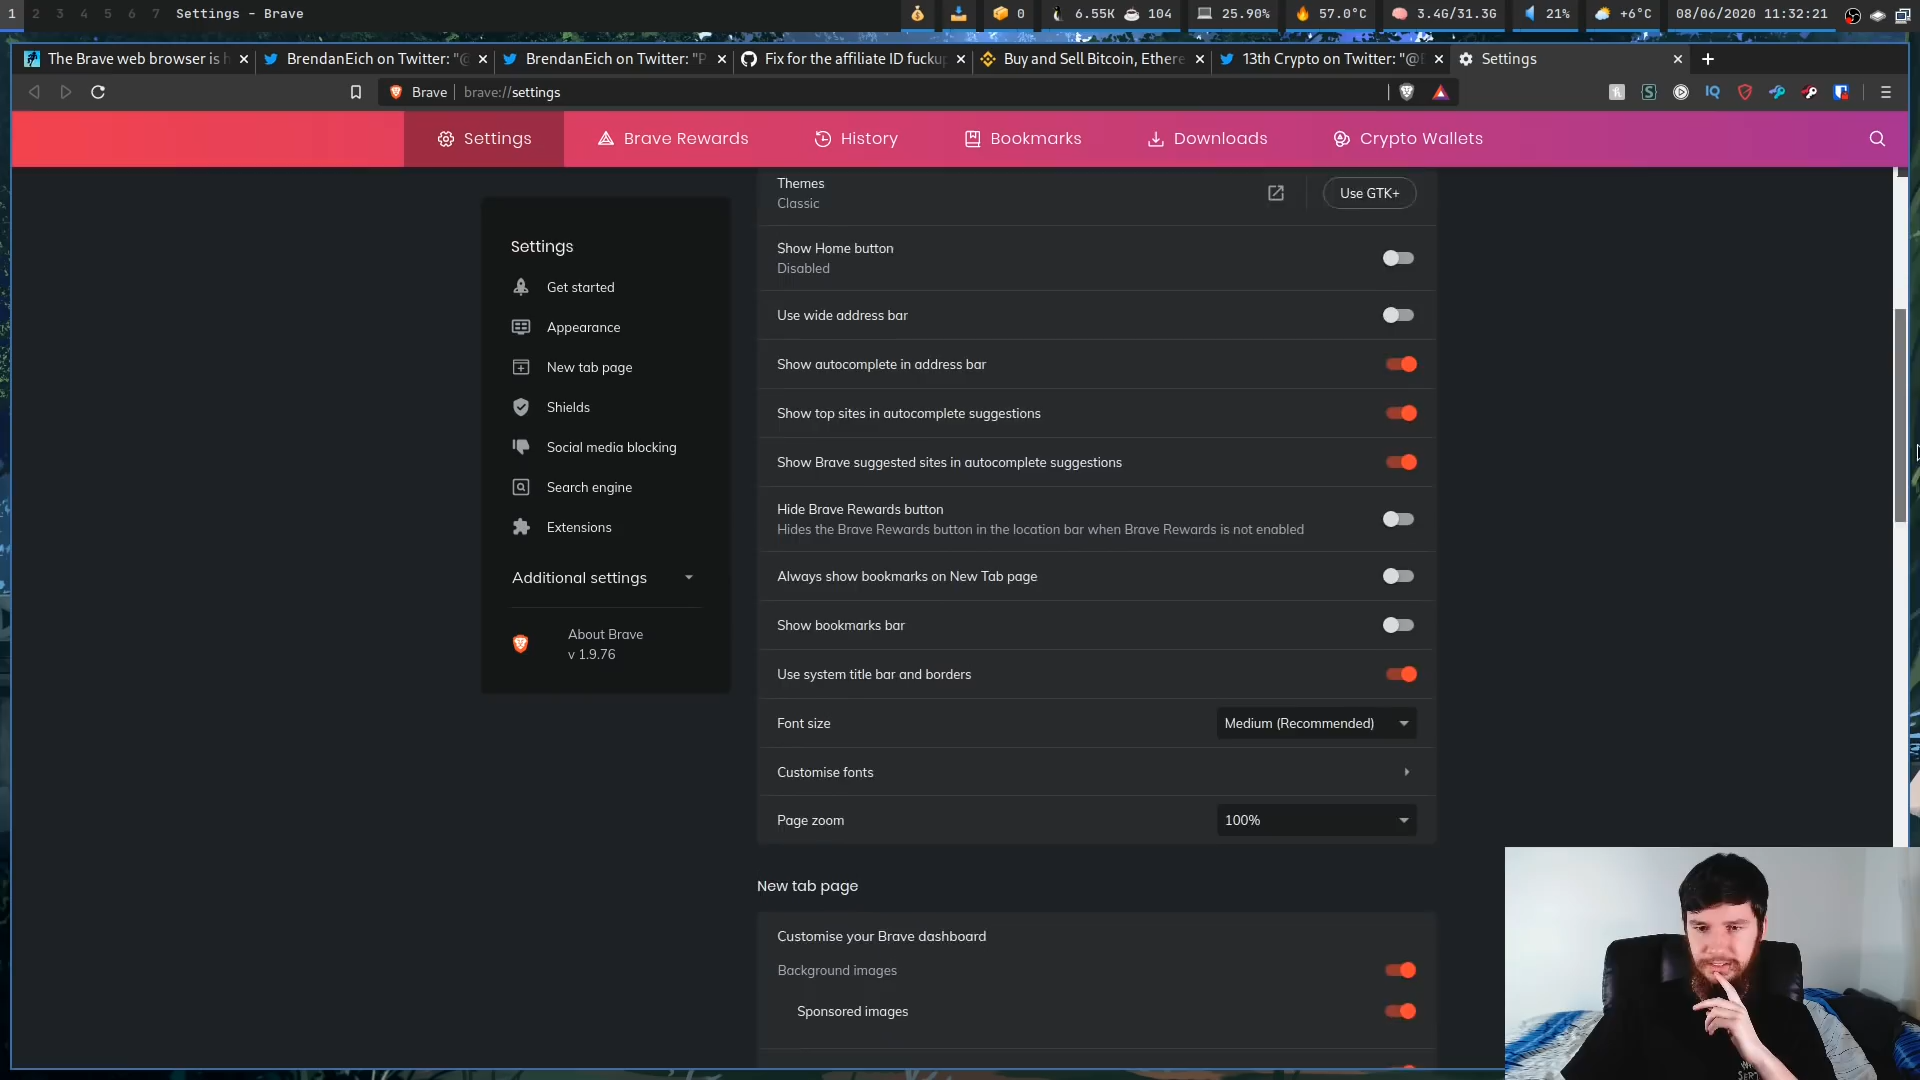 1 2 3 4 5 6 7 Settings - Brave 0 6.55K 104 25.90% 57.0°C 3.4G/31.3G 21% +6°C 08/06/2020 11:32:21
The Brave web browser is BrendanEich on Twitter: "@ BrendanEich on Twitter: "P Fix for the affiliate ID fuckup Buy and Sell Bitcoin, Ethere 13th Crypto on Twitter: "@ Settings
Brave brave://settings IQ
Settings Brave Rewards History Bookmarks Downloads Crypto Wallets
Themes
Classic
Use GTK+
Settings
Get started
Appearance
New tab page
Shields
Social media blocking
Search engine
Extensions
Additional settings
About Brave
v 1.9.76
Show Home button
Disabled
Use wide address bar
Show autocomplete in address bar
Show top sites in autocomplete suggestions
Show Brave suggested sites in autocomplete suggestions
Hide Brave Rewards button
Hides the Brave Rewards button in the location bar when Brave Rewards is not enabled
Always show bookmarks on New Tab page
Show bookmarks bar
Use system title bar and borders
Font size Medium (Recommended)
Customise fonts
Page zoom 100%
New tab page
Customise your Brave dashboard
Background images
Sponsored images